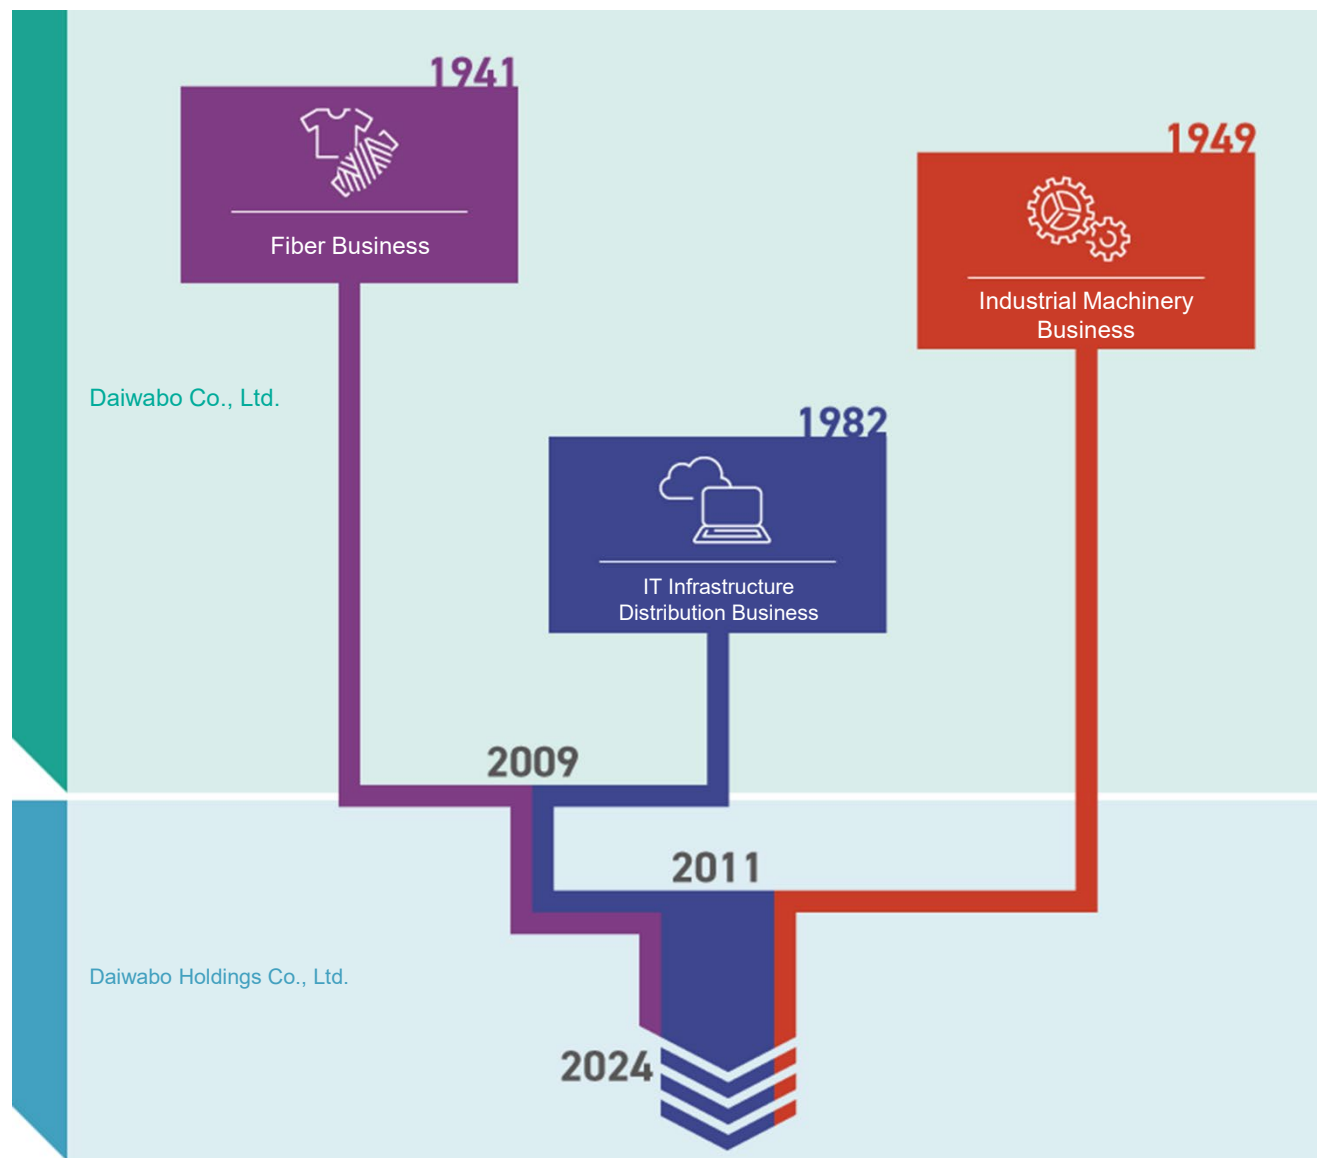 1941
Fiber Business
1949
Industrial Machinery
Business
Daiwabo Co., Ltd.
1982
IT Infrastructure
Distribution Business
2009
2011
Daiwabo Holdings Co., Ltd.
2024